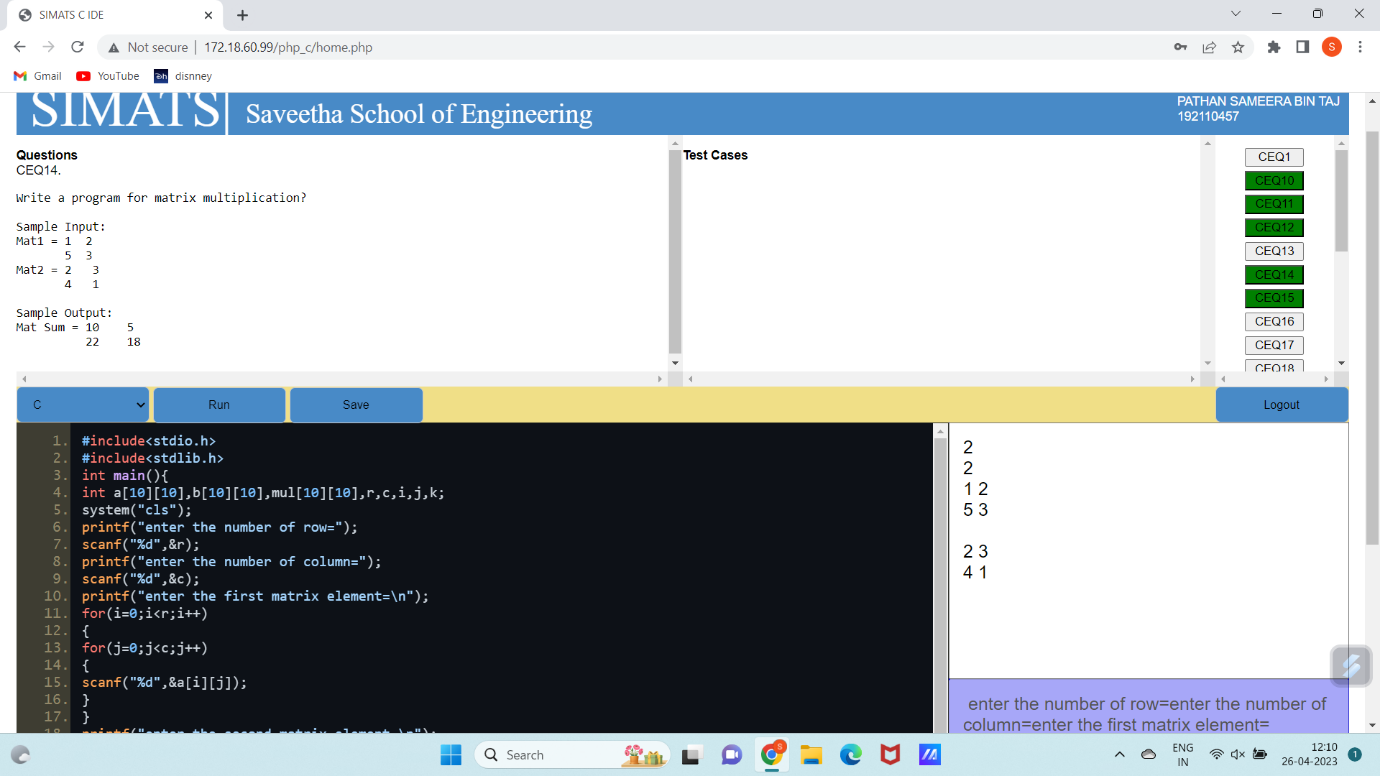 SIMATS C IDE
Not secure | 172.18.60.99/php_c/home.php
Gmail YouTube disnney
SIMATS| Saveetha School of Engineering
PATHAN SAMEERA BIN TAJ
192110457
Questions
CEQ14.
Write a program for matrix multiplication?
Sample Input:
Mat1 = 1 2
5 3
Mat2 = 2 3
4 1
Sample Output:
Mat Sum = 10 5
22 18
Test Cases
CEQ1
CEQ10
CEQ11
CEQ12
CEQ13
CEQ14
CEQ15
CEQ16
CEQ17
CEQ18
C Run Save Logout
1. #include<stdio.h>
2. #include<stdlib.h>
3. int main(){
4. int a[10][10],b[10][10],mul[10][10],r,c,i,j,k;
5. system("cls");
6. printf("enter the number of row=");
7. scanf("%d",&r);
8. printf("enter the number of column=");
9. scanf("%d",&c);
10. printf("enter the first matrix element=\n");
11. for(i=0;i<r;i++)
12. {
13. for(j=0;j<c;j++)
14. {
15. scanf("%d",&a[i][j]);
16. }
17. }
2
2
1 2
5 3
2 3
4 1
enter the number of row=enter the number of
column=enter the first matrix element=
Search
ENG
IN
12:10
26-04-2023
1